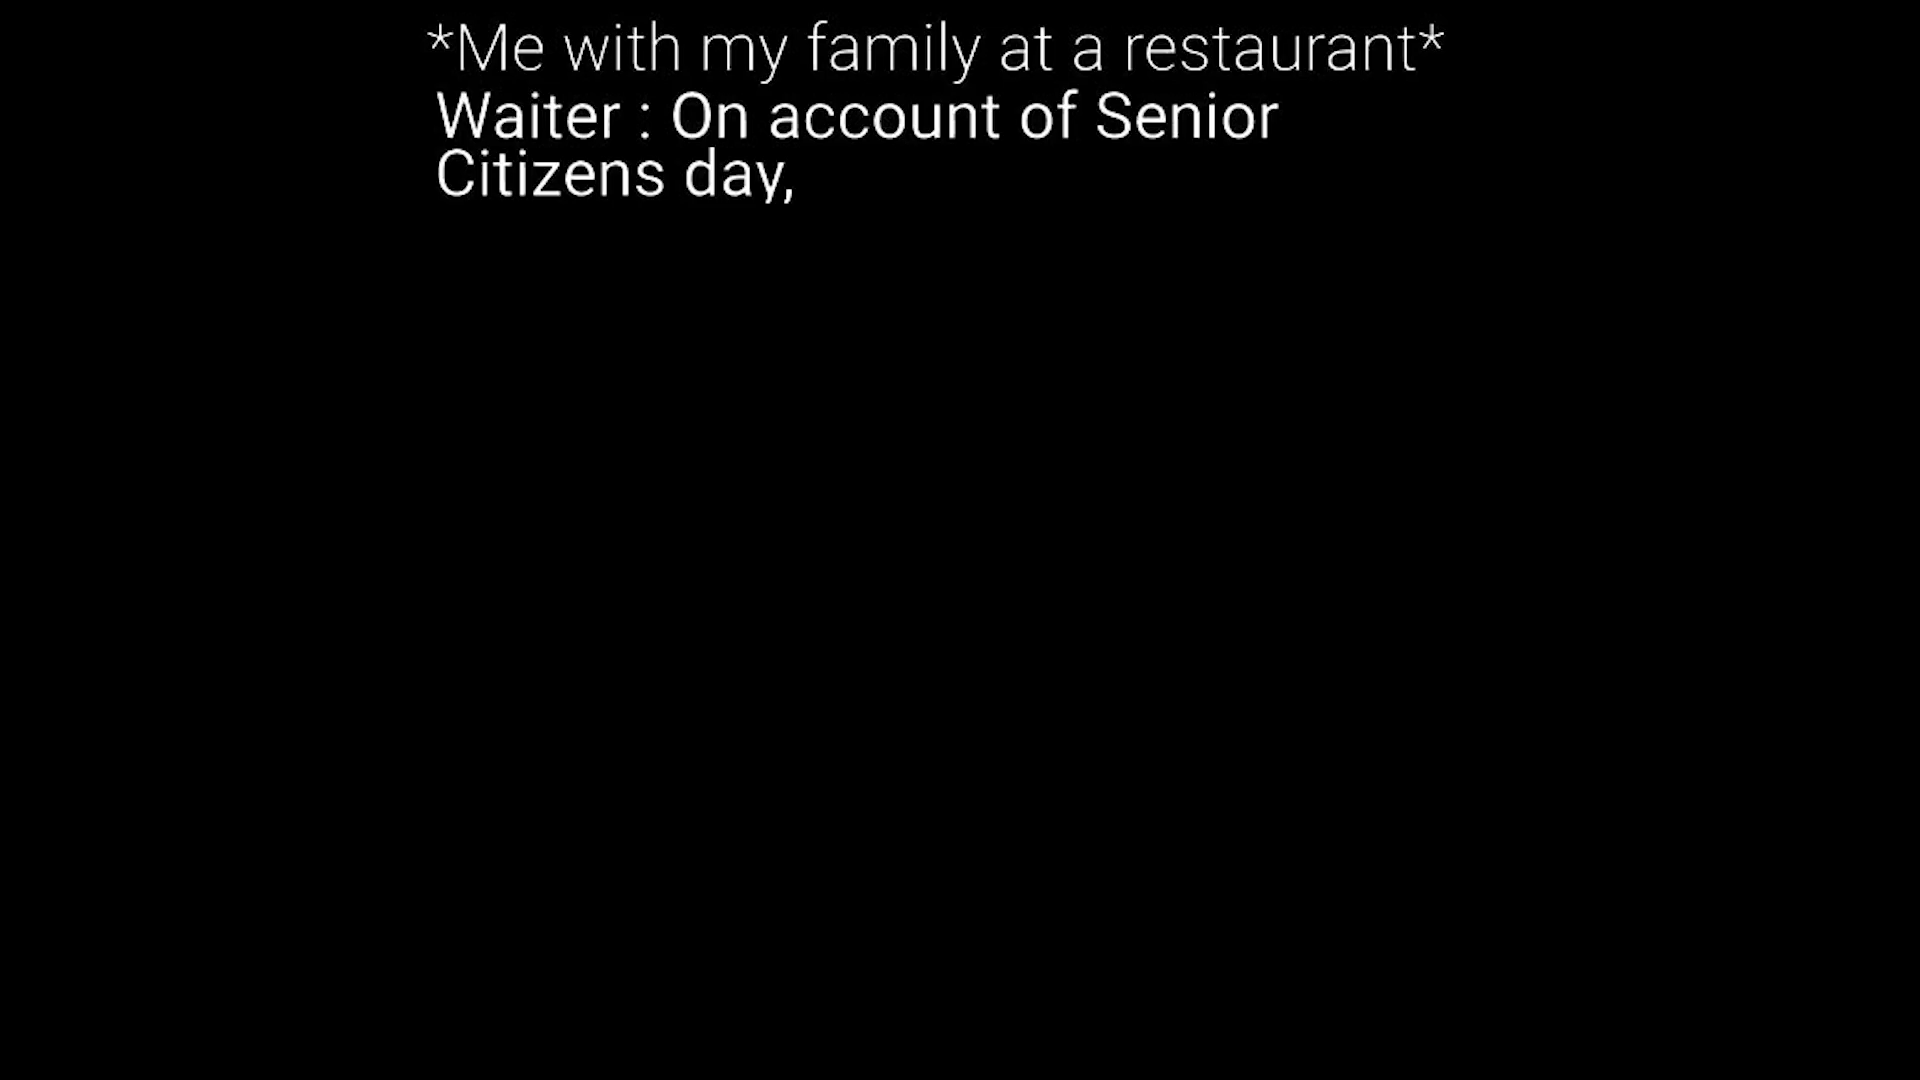 *Me with my family at a restaurant*
Waiter : On account of Senior
Citizens day,